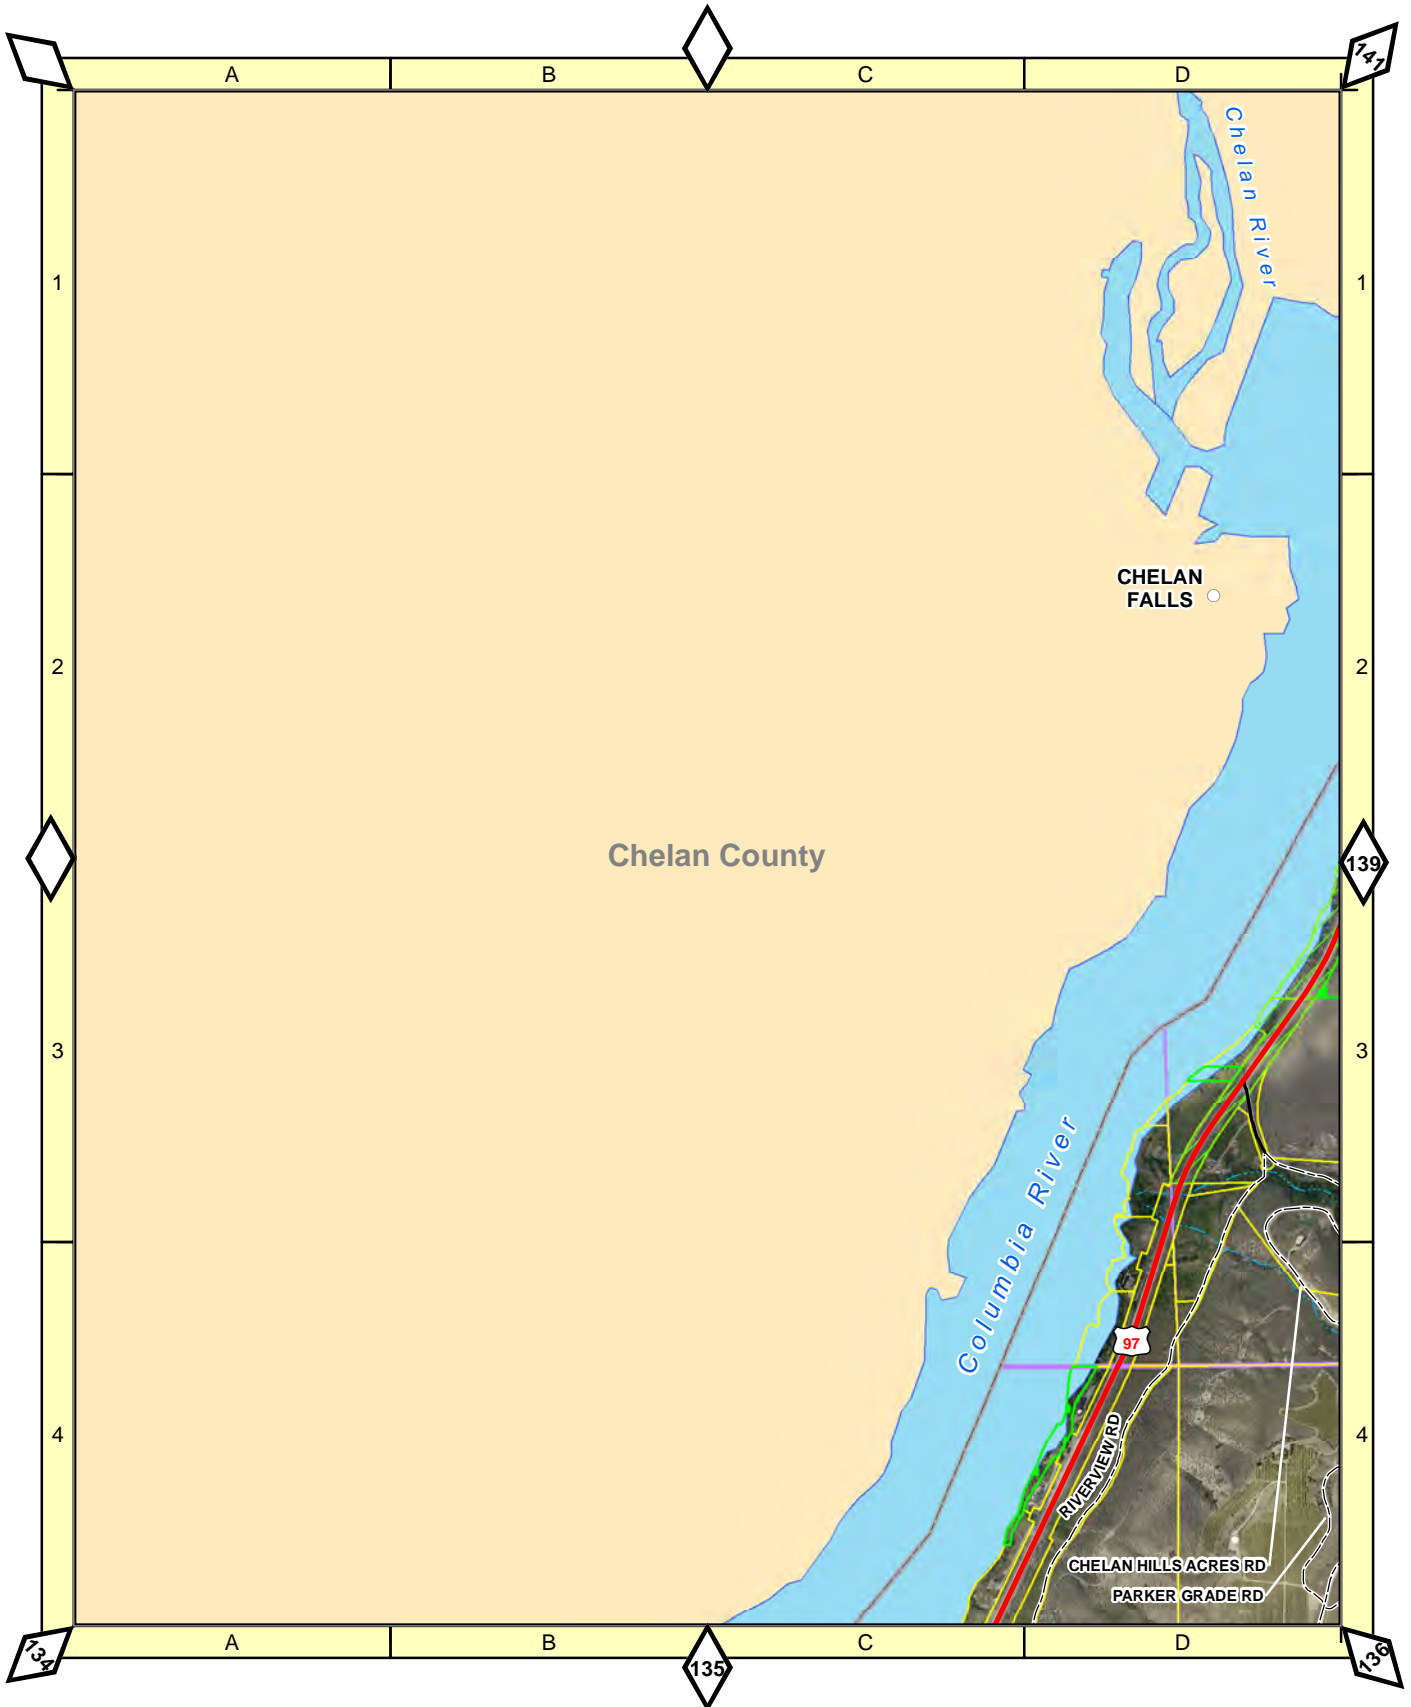 141
A B C D
Chelan River
1 1
CHELAN
FALLS
2 2
Chelan County
139
3 3
Columbia River
97
4 4
RIVERVIEW RD
CHELAN HILLS ACRES RD
PARKER GRADE RD
A B C D
134 135 136